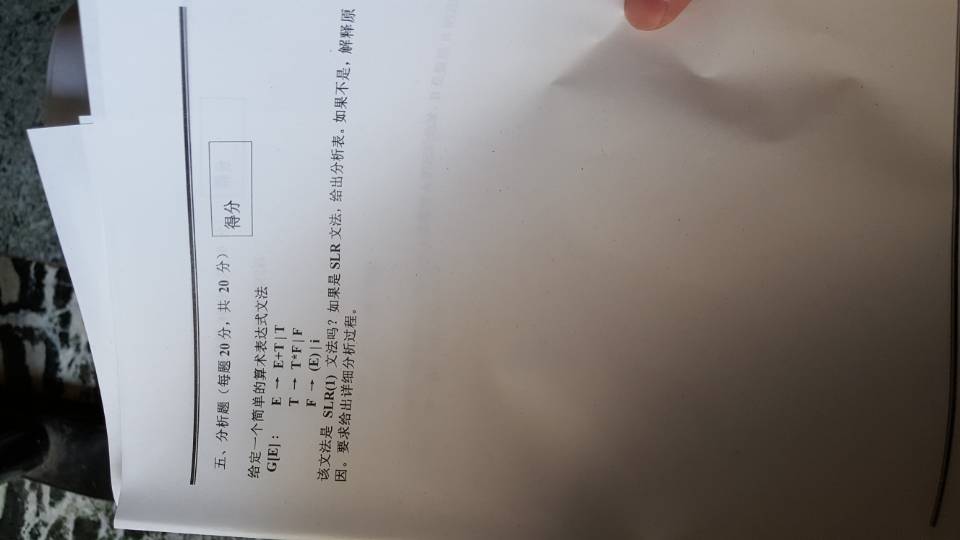 五、分析题（每题 20 分，共 20 分）
得分
给定一个简单的算术表达式文法
G[E]： E → E+T | T
T → T*F | F
F → (E) | i
该文法是 SLR(1) 文法吗？如果是 SLR 文法，给出分析表。如果不是，解释原
因。要求给出详细分析过程。